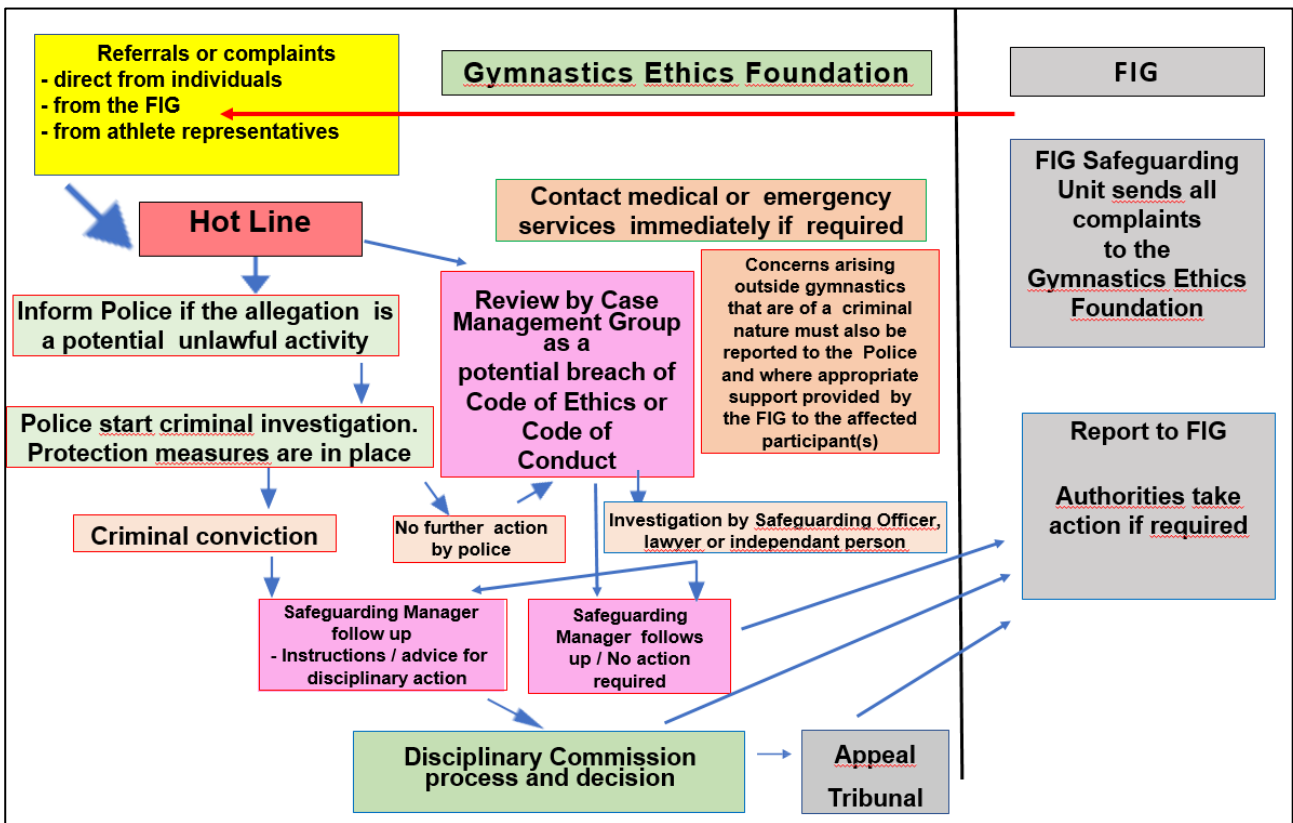 Referrals or complaints
- direct from individuals
- from the FIG
- from athlete representatives
Gymnastics Ethics Foundation
FIG
FIG Safeguarding
Unit sends all
complaints
to the
Gymnastics Ethics
Foundation
Hot Line
Contact medical or emergency
services immediately if required
Inform Police if the allegation is
a potential unlawful activity
Review by Case
Management Group
as a
potential breach of
Code of Ethics or
Code of
Conduct
Concerns arising
outside gymnastics
that are of a criminal
nature must also be
reported to the Police
and where appropriate
support provided by
the FIG to the affected
participant(s)
Police start criminal investigation.
Protection measures are in place
Report to FIG
Authorities take
action if required
Criminal conviction
No further action
by police
Investigation by Safeguarding Officer,
lawyer or independant person
Safeguarding Manager
follow up
- Instructions / advice for
disciplinary action
Safeguarding
Manager follows
up / No action
required
Disciplinary Commission
process and decision
Appeal
Tribunal